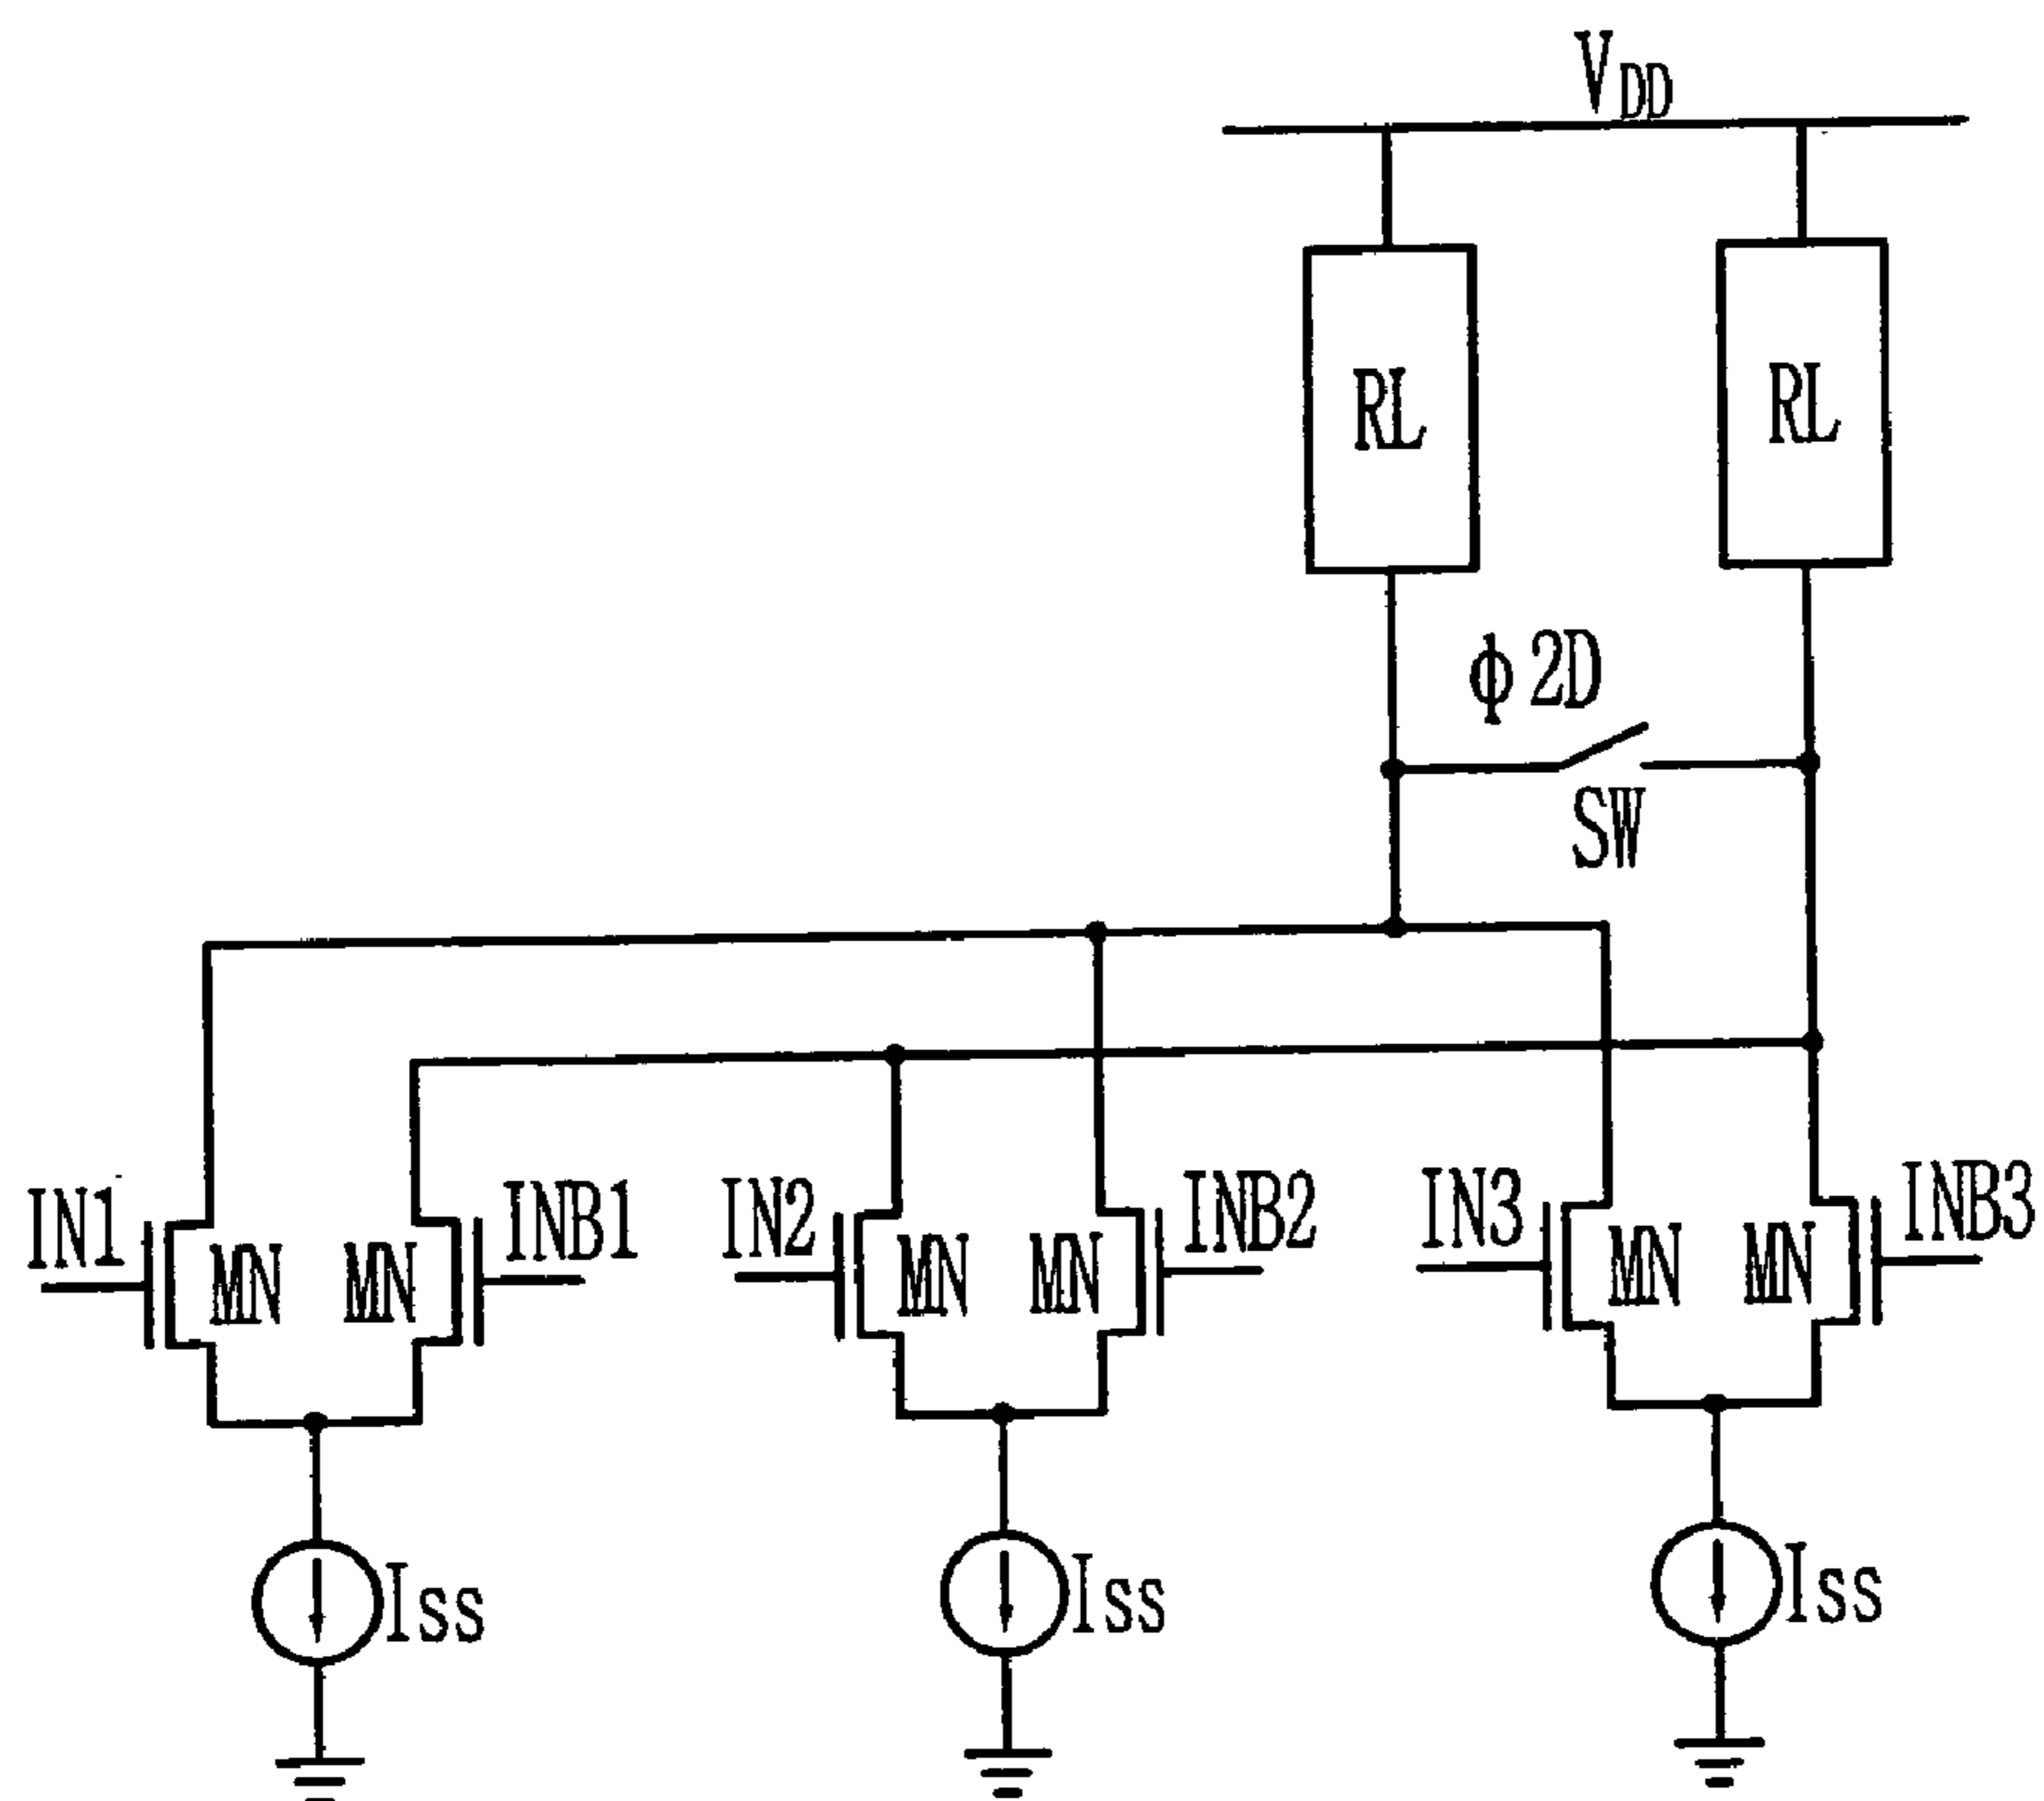 VDD
RL
RL
ϕ2D
SW
IN1
MN
MN
INB1
IN2
MN
MN
INB2
IN3
MN
MN
INB3
Iss
Iss
Iss